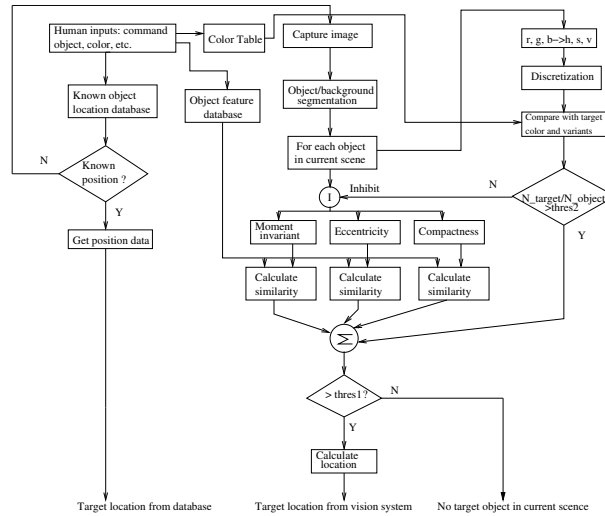 Human inputs: command
object, color, etc.
Color Table
Capture image
r, g, b->h, s, v
Discretization
Known object
location database
Object feature
database
Object/background
segmentation
Compare with target
color and variants
For each object
in current scene
N
Known
position ?
Y
I
Inhibit
N
N_target/N_object
>thres2
Y
Get position data
Moment
invariant
Eccentricity
Compactness
Calculate
similarity
Calculate
similarity
Calculate
similarity
Σ
> thres1?
N
Y
Calculate
location
Target location from database
Target location from vision system
No target object in current scence